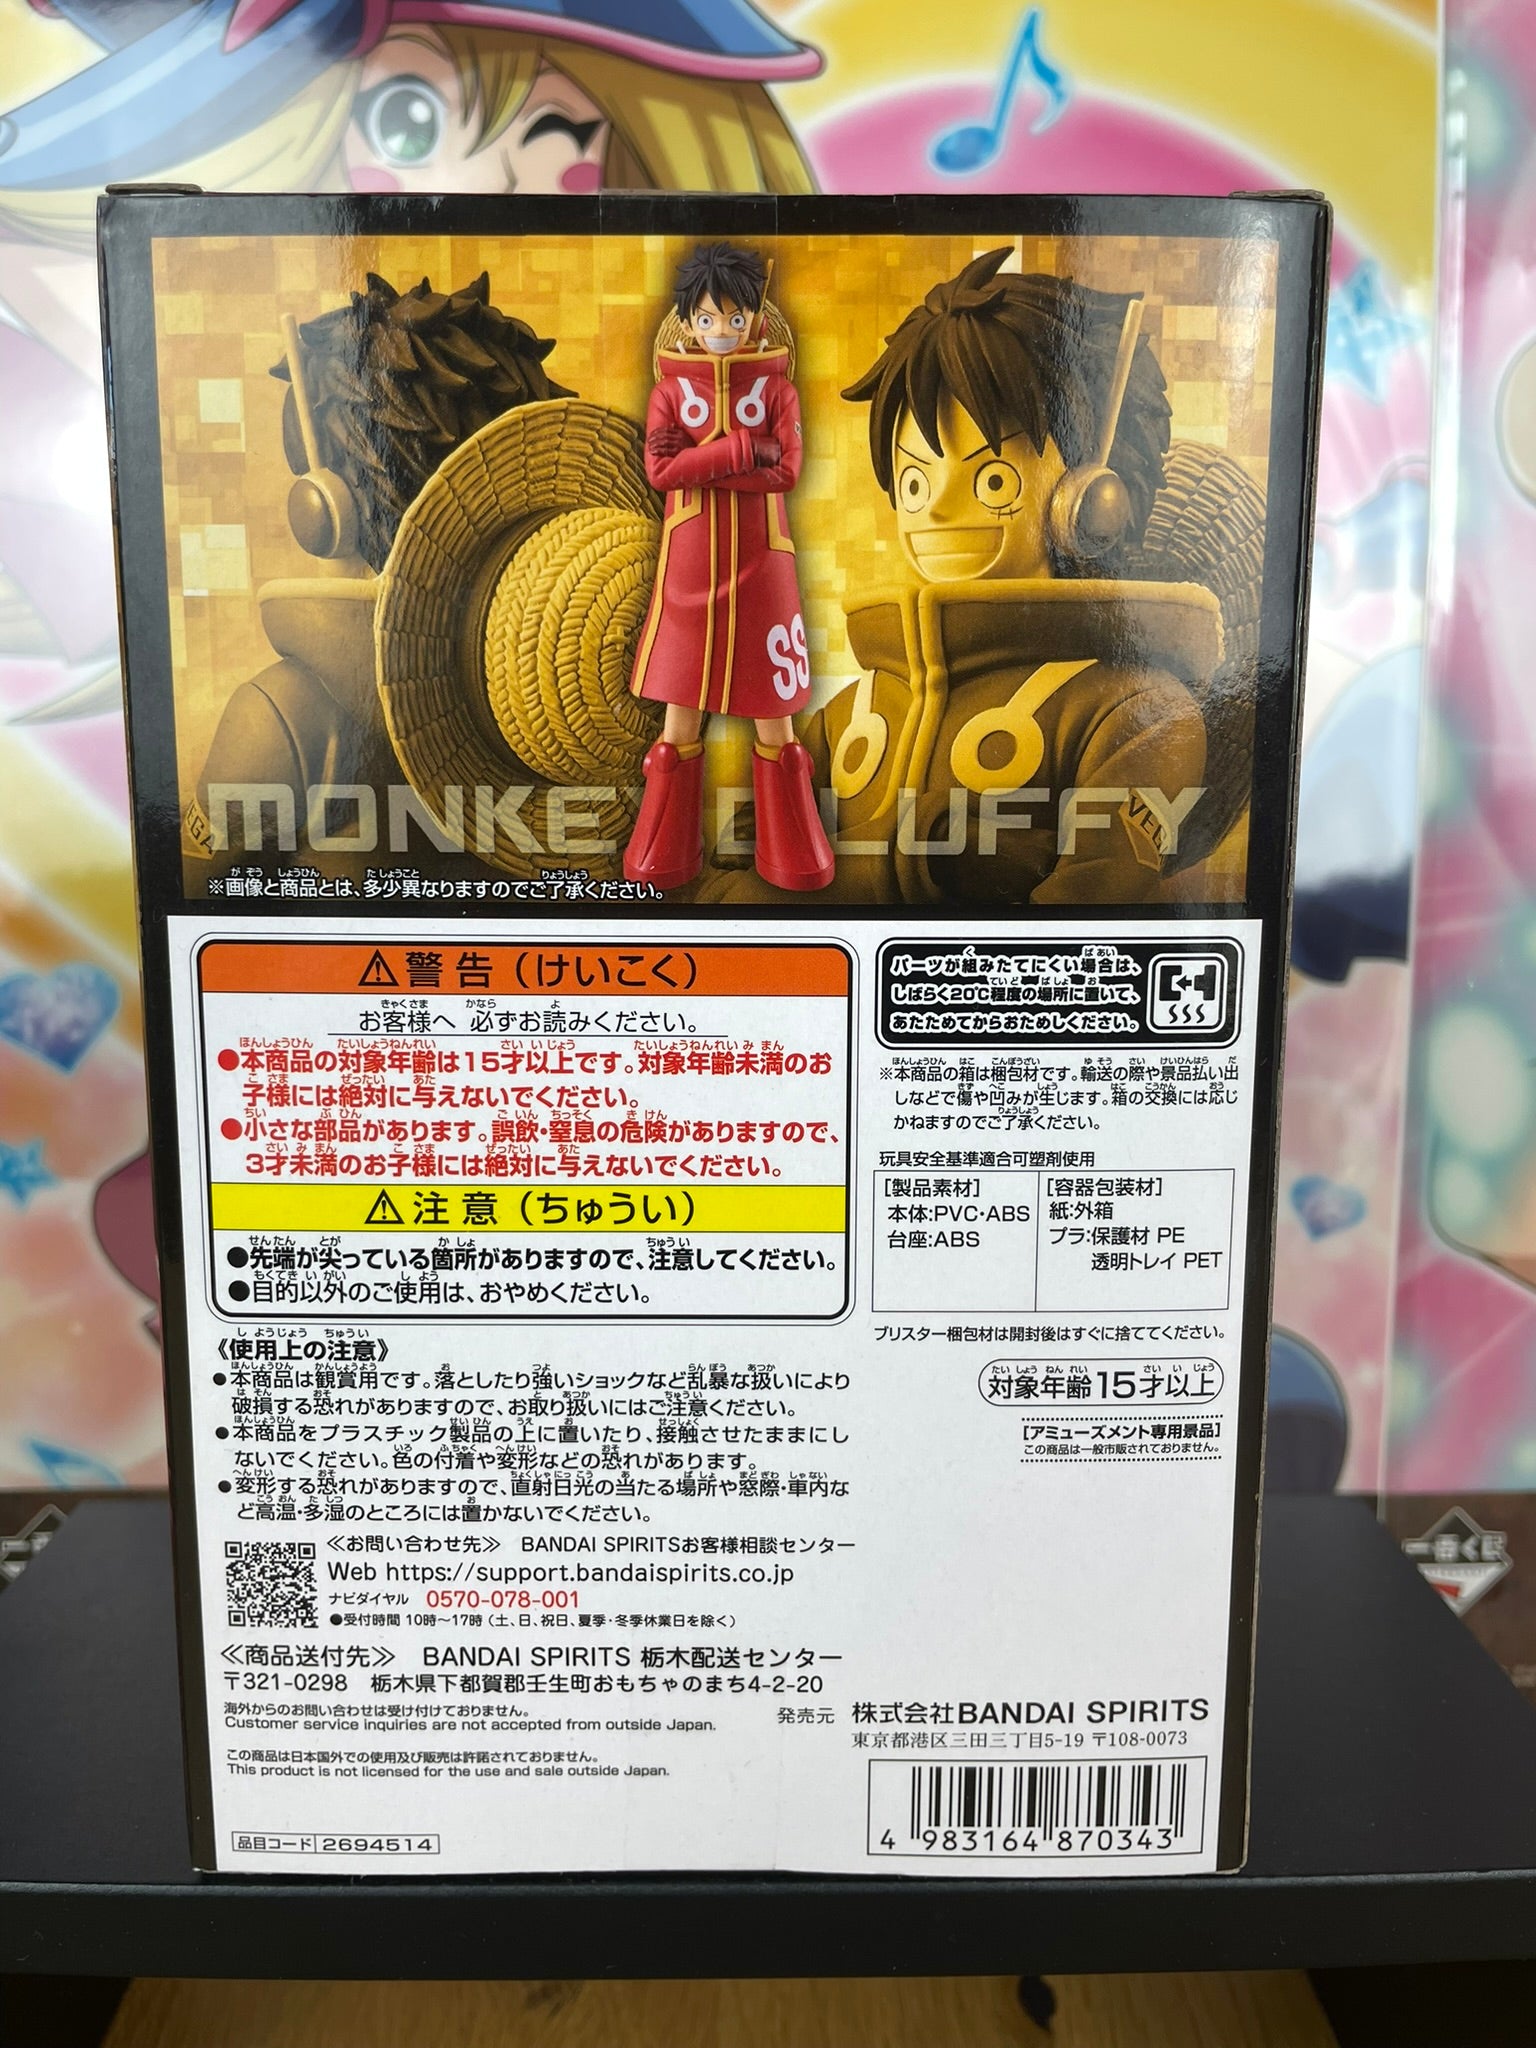 SS
VEGA
VEGA
MONKEY D LUFFY
※画像と商品とは、多少異なりますのでご了承ください。
⚠警告（けいこく）
お客様へ 必ずお読みください。
●本商品の対象年齢は15才以上です。対象年齢未満のお
子様には絶対に与えないでください。
●小さな部品があります。誤飲・窒息の危険がありますので、
3才未満のお子様には絶対に与えないでください。
⚠注意（ちゅうい）
●先端が尖っている箇所がありますので、注意してください。
●目的以外のご使用は、おやめください。
《使用上の注意》
●本商品は観賞用です。落としたり強いショックなど乱暴な扱いにより
破損する恐れがありますので、お取り扱いにはご注意ください。
●本商品をプラスチック製品の上に置いたり、接触させたままにし
ないでください。色の付着や変形などの恐れがあります。
●変形する恐れがありますので、直射日光の当たる場所や窓際・車内な
ど高温・多湿のところには置かないでください。
≪お問い合わせ先≫ BANDAI SPIRITSお客様相談センター
Web https://support.bandaispirits.co.jp
ナビダイヤル 0570-078-001
●受付時間 10時～17時（土、日、祝日、夏季・冬季休業日を除く）
≪商品送付先≫ BANDAI SPIRITS 栃木配送センター
〒321-0298 栃木県下都賀郡壬生町おもちゃのまち4-2-20
海外からのお問い合わせは受け付けておりません。
Customer service inquiries are not accepted from outside Japan.
この商品は日本国外での使用及び販売は許諾されておりません。
This product is not licensed for the use and sale outside Japan.
品目コード 2694514
パーツが組みたてにくい場合は、
しばらく20℃程度の場所に置いて、
あたためてからおためしください。
※本商品の箱は梱包材です。輸送の際や景品払い出
しなどで傷や凹みが生じます。箱の交換には応じ
かねますのでご了承ください。
玩具安全基準適合可塑剤使用
［製品素材］
本体:PVC・ABS
台座:ABS
［容器包装材］
紙:外箱
プラ:保護材 PE
透明トレイ PET
ブリスター梱包材は開封後はすぐに捨ててください。
対象年齢15才以上
［アミューズメント専用景品］
この商品は一般市販されておりません。
発売元 株式会社BANDAI SPIRITS
東京都港区三田三丁目5-19 〒108-0073
4 983164 870343